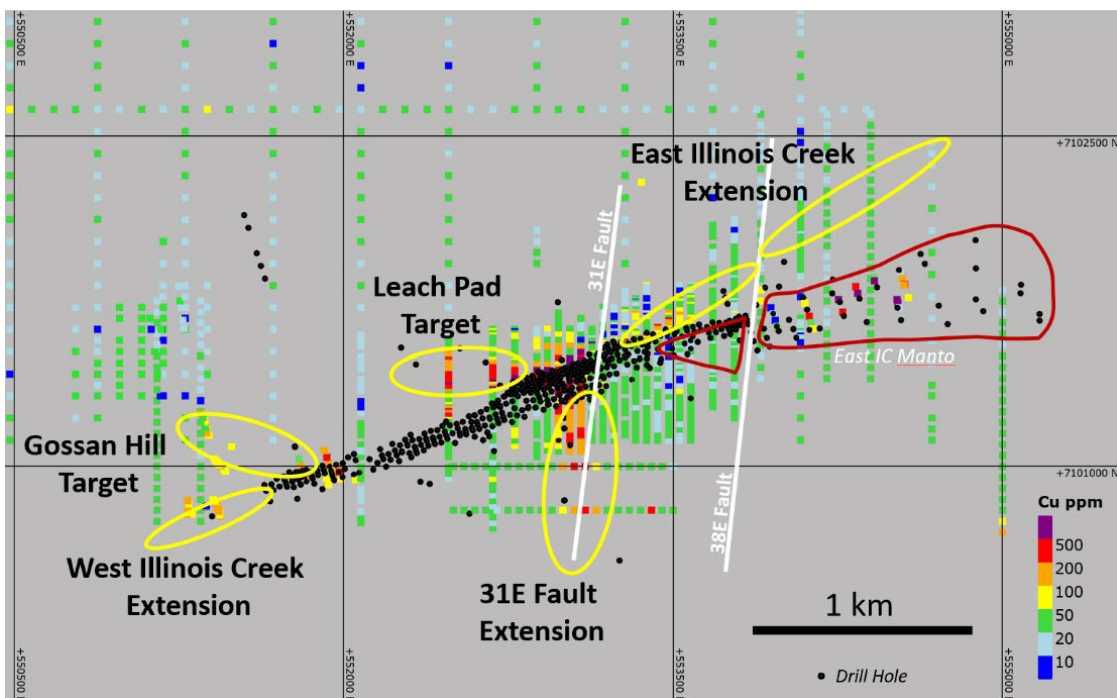 +550500 E
+552000 E
+553500 E
+555000 E
+7102500 N
East Illinois Creek
Extension
31E Fault
Leach Pad
Target
East IC Manto
Gossan Hill
Target
+7101000 N
38E Fault
West Illinois Creek
Extension
31E Fault
Extension
Cu ppm
500
200
100
50
20
10
1 km
Drill Hole
+550500 E
+552000 E
+553500 E
+555000 E